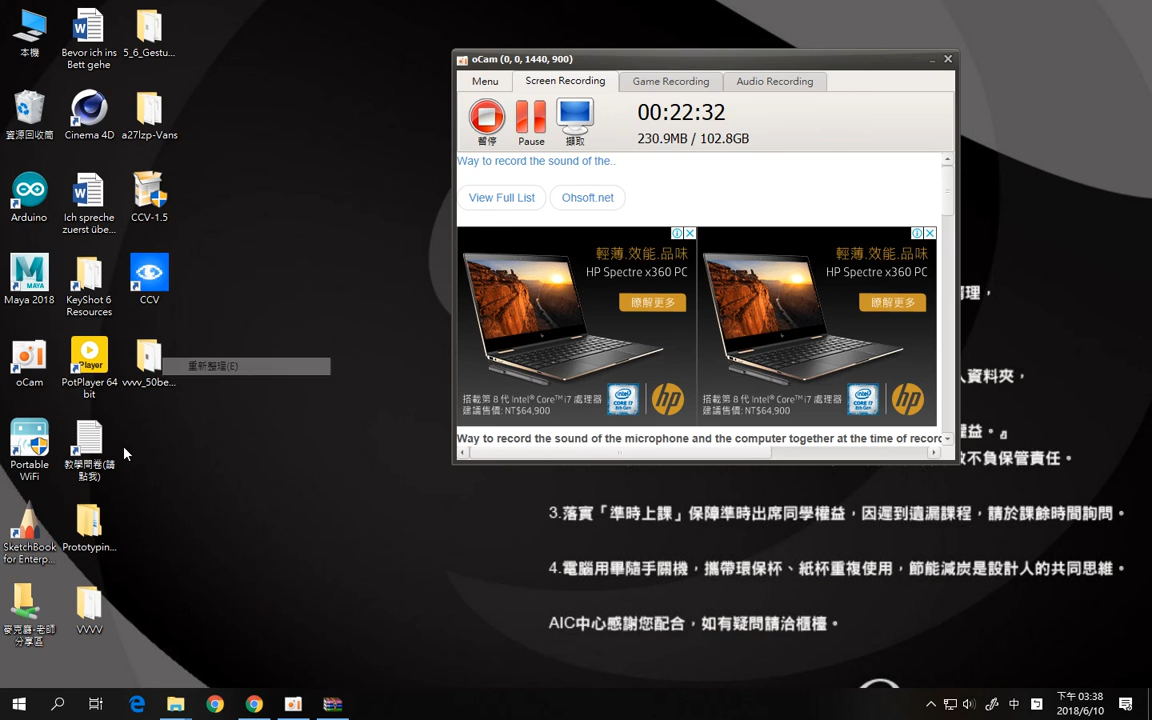 本機
Bevor ich ins
Bett gehe
5_6_Gestu...
資源回收筒
Cinema 4D
a27lzp-Vans
Arduino
Ich spreche
zuerst übe...
CCV-1.5
Maya 2018
KeyShot 6
Resources
CCV
oCam
PotPlayer 64
bit
vvvv_50be...
重新整理(E)
Portable
WiFi
教學問卷(請
點我)
SketchBook
for Enterp...
Prototypin...
麥克鑫-老師
分享區
VVVV
oCam (0, 0, 1440, 900)
Menu
Screen Recording
Game Recording
Audio Recording
暫停
Pause
擷取
00:22:32
230.9MB / 102.8GB
Way to record the sound of the..
View Full List
Ohsoft.net
輕薄.效能.品味
HP Spectre x360 PC
瞭解更多
搭載第 8 代 Intel® Core™ i7 處理器
建議售價: NT$64,900
輕薄.效能.品味
HP Spectre x360 PC
瞭解更多
搭載第 8 代 Intel® Core™ i7 處理器
建議售價: NT$64,900
Way to record the sound of the microphone and the computer together at the time of recorc
理，
資料夾，
權益。』
不負保管責任。
3.落實「準時上課」保障準時出席同學權益，因遲到遺漏課程，請於課餘時間詢問。
4.電腦用畢隨手關機，攜帶環保杯、紙杯重複使用，節能減炭是設計人的共同思維。
AIC中心感謝您配合，如有疑問請洽櫃檯。
中
下午 03:38
2018/6/10